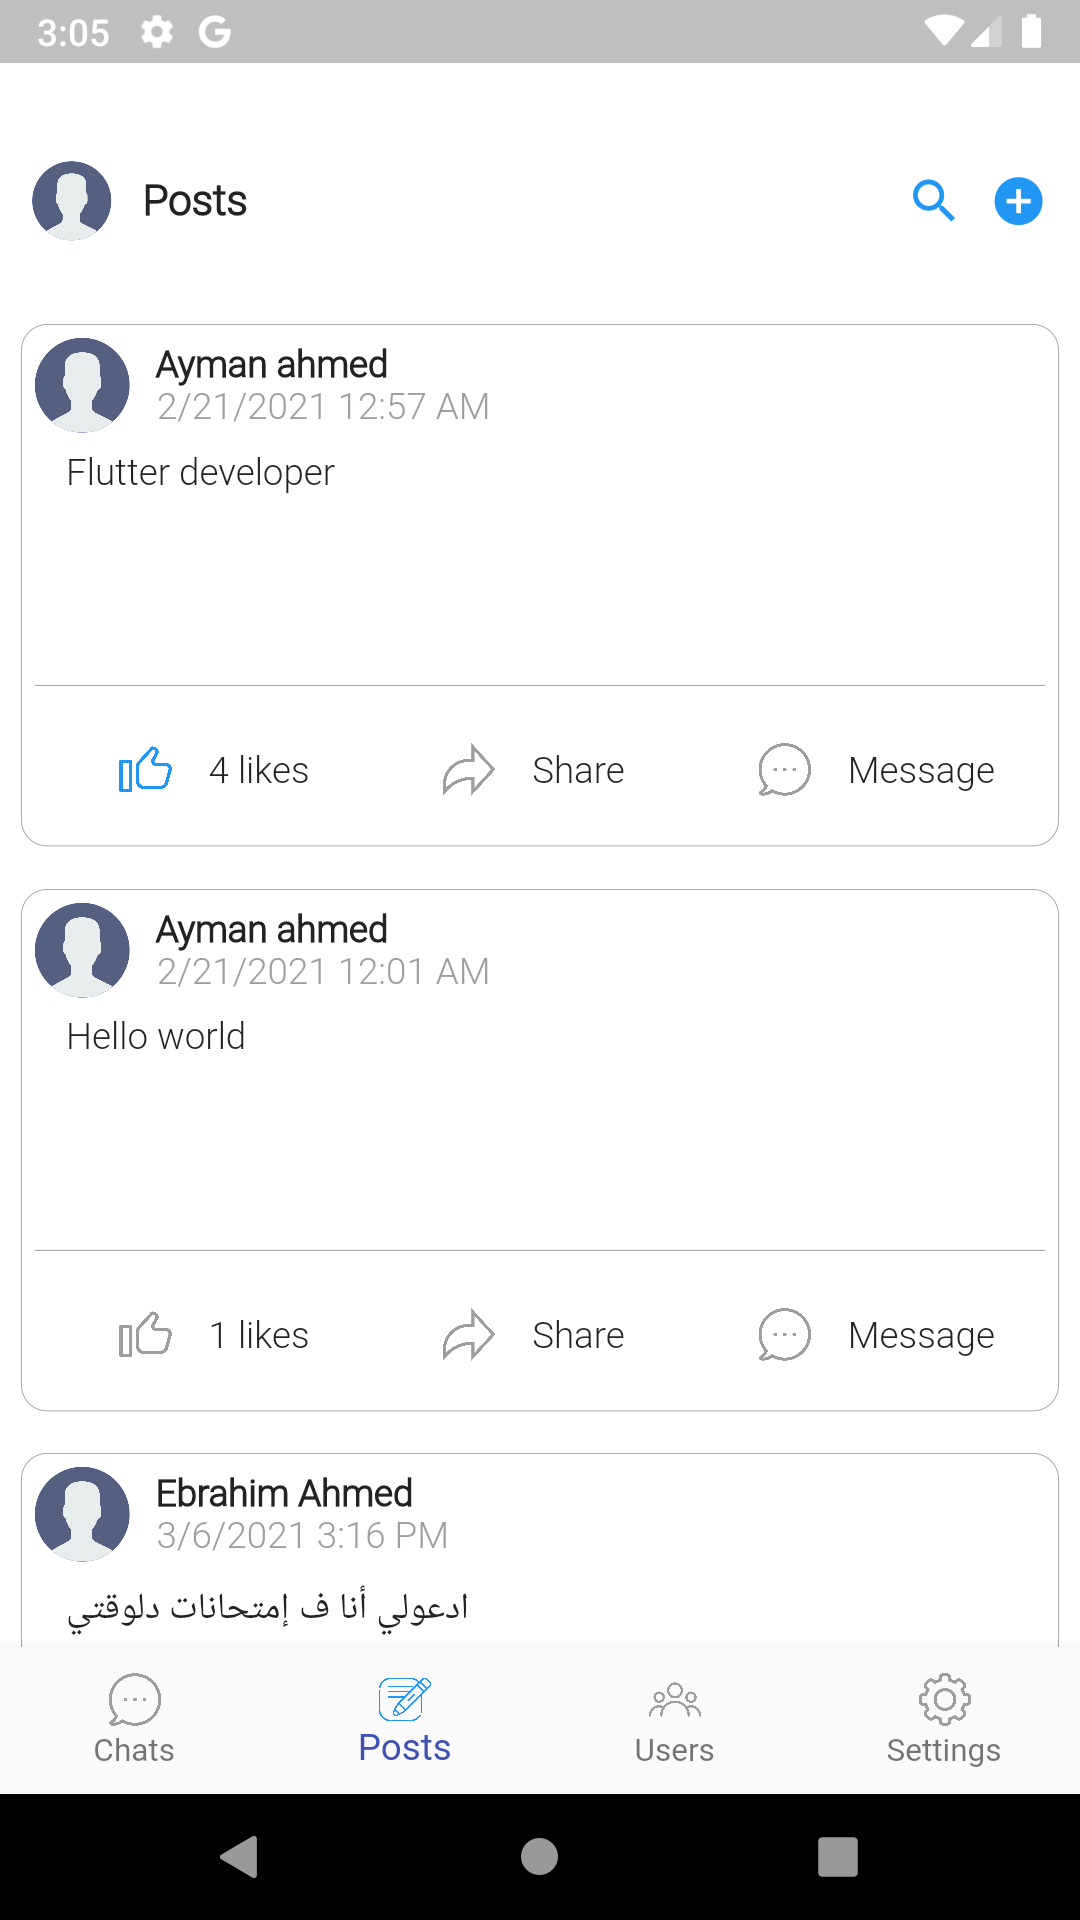 3:05
Posts
Ayman ahmed
2/21/2021 12:57 AM
Flutter developer
4 likes
Share
Message
Ayman ahmed
2/21/2021 12:01 AM
Hello world
1 likes
Share
Message
Ebrahim Ahmed
3/6/2021 3:16 PM
ادعولي أنا ف إمتحانات دلوقتي
Chats
Posts
Users
Settings